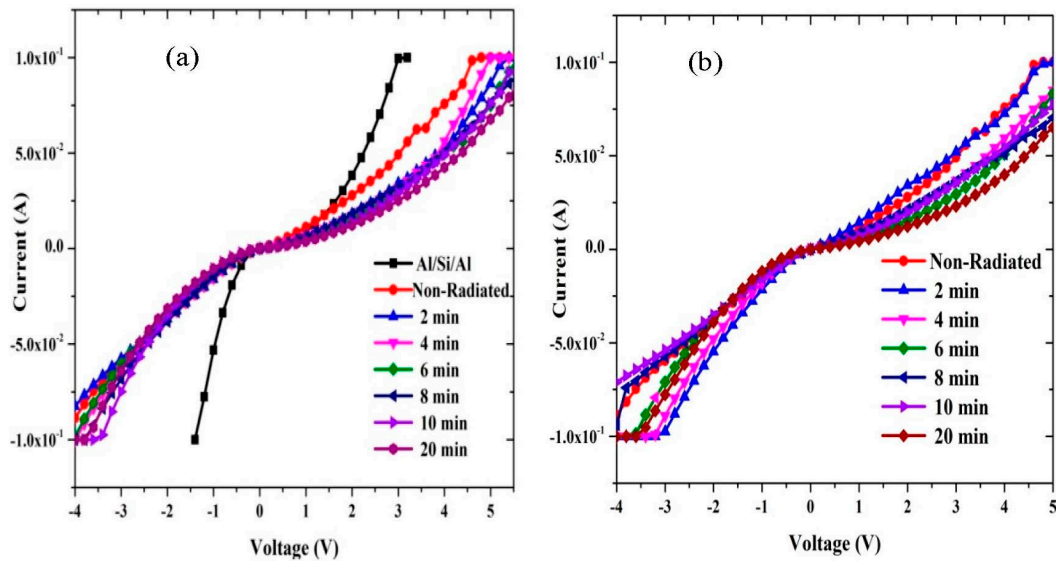 (a)
1.0x10⁻¹
5.0x10⁻²
0.0
-5.0x10⁻²
-1.0x10⁻¹
Current (A)
Al/Si/Al
Non-Radiated
2 min
4 min
6 min
8 min
10 min
20 min
-4 -3 -2 -1 0 1 2 3 4 5
Voltage (V)
(b)
1.0x10⁻¹
5.0x10⁻²
0.0
-5.0x10⁻²
-1.0x10⁻¹
Current (A)
Non-Radiated
2 min
4 min
6 min
8 min
10 min
20 min
-4 -3 -2 -1 0 1 2 3 4 5
Voltage (V)